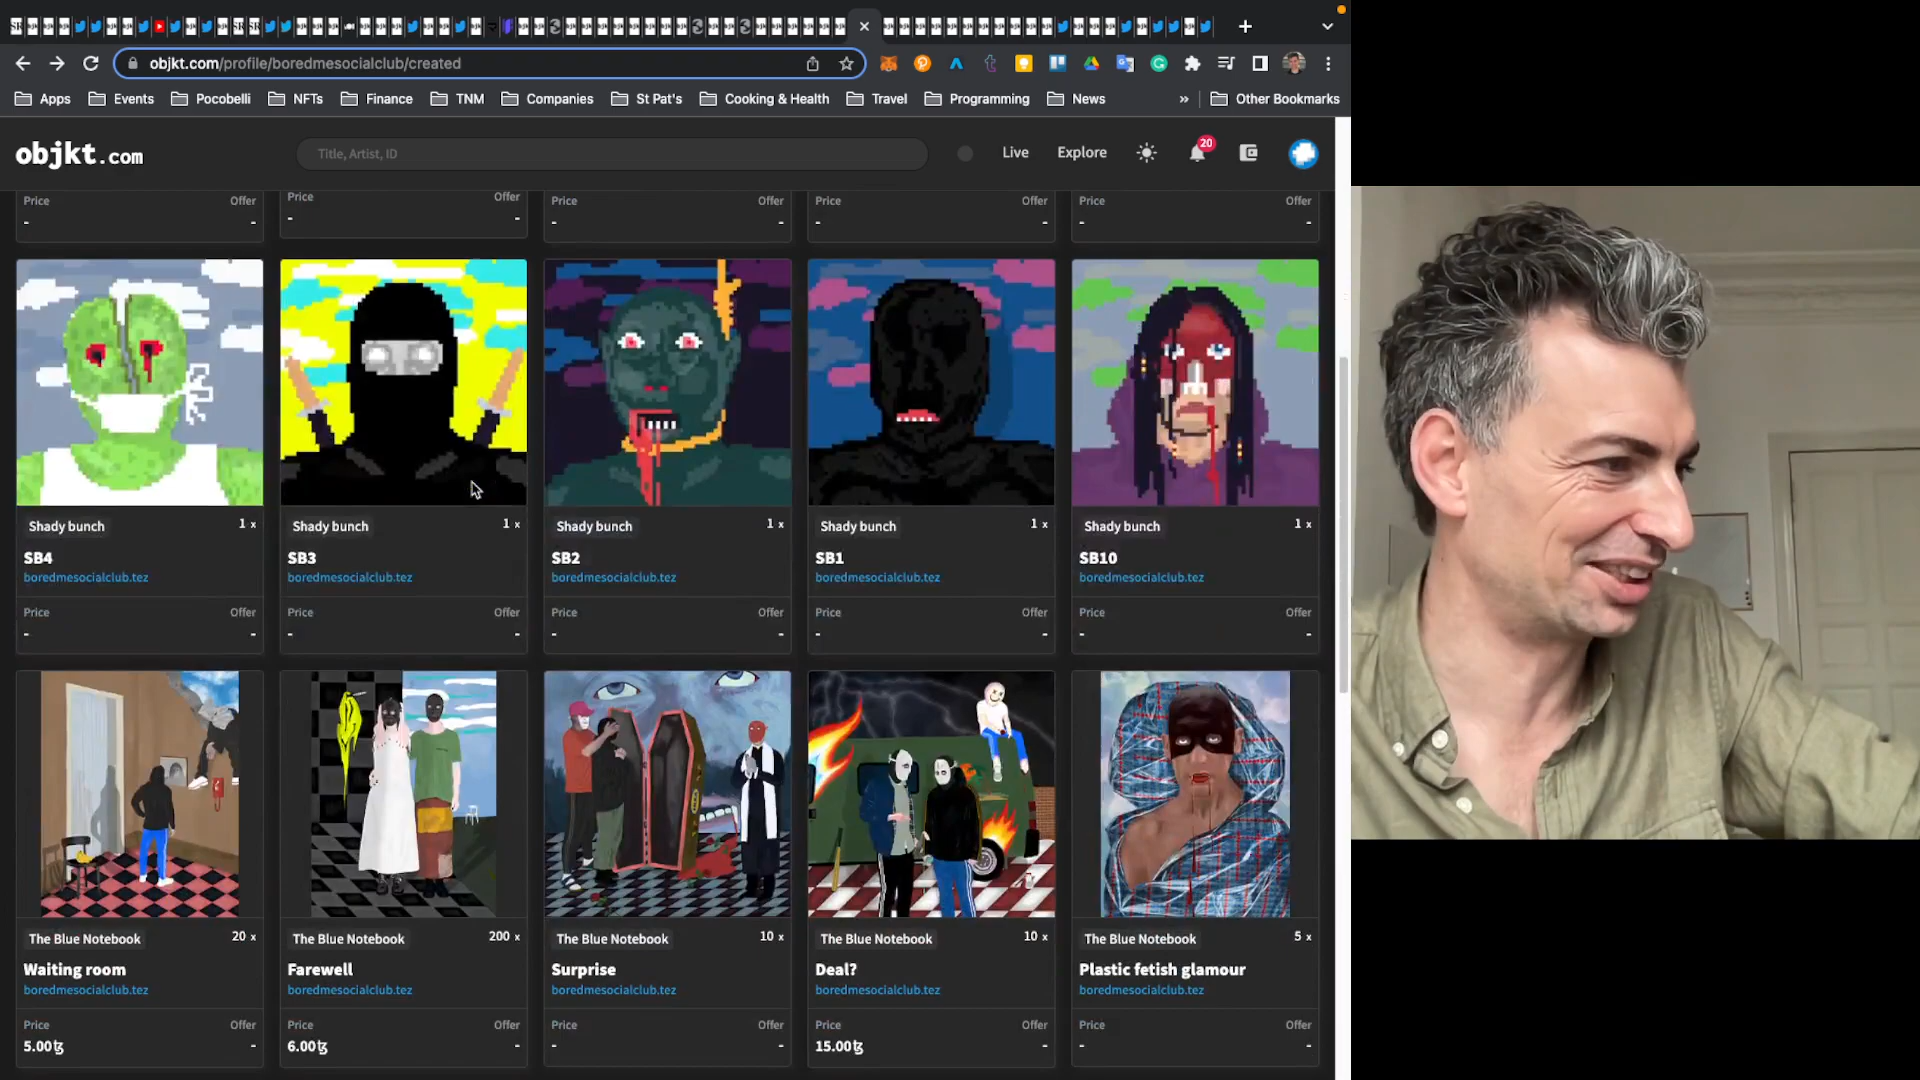 objkt.com/profile/boredmesocialclub/created
Apps Events Pocobelli NFTs Finance TNM Companies St Pat's Cooking & Health Travel Programming News » Other Bookmarks
objkt.com Title, Artist, ID Live Explore 20
Price Offer Price Offer Price Offer Price Offer Price Offer
- - - - - - - - - -
Shady bunch 1 x Shady bunch 1 x Shady bunch 1 x Shady bunch 1 x Shady bunch 1 x
SB4 SB3 SB2 SB1 SB10
boredmesocialclub.tez boredmesocialclub.tez boredmesocialclub.tez boredmesocialclub.tez boredmesocialclub.tez
Price Offer Price Offer Price Offer Price Offer Price Offer
- - - - - - - - - -
The Blue Notebook 20 x The Blue Notebook 200 x The Blue Notebook 10 x The Blue Notebook 10 x The Blue Notebook 5 x
Waiting room Farewell Surprise Deal? Plastic fetish glamour
boredmesocialclub.tez boredmesocialclub.tez boredmesocialclub.tez boredmesocialclub.tez boredmesocialclub.tez
Price Offer Price Offer Price Offer Price Offer Price Offer
5.00ꜩ - 6.00ꜩ - - - 15.00ꜩ - - -